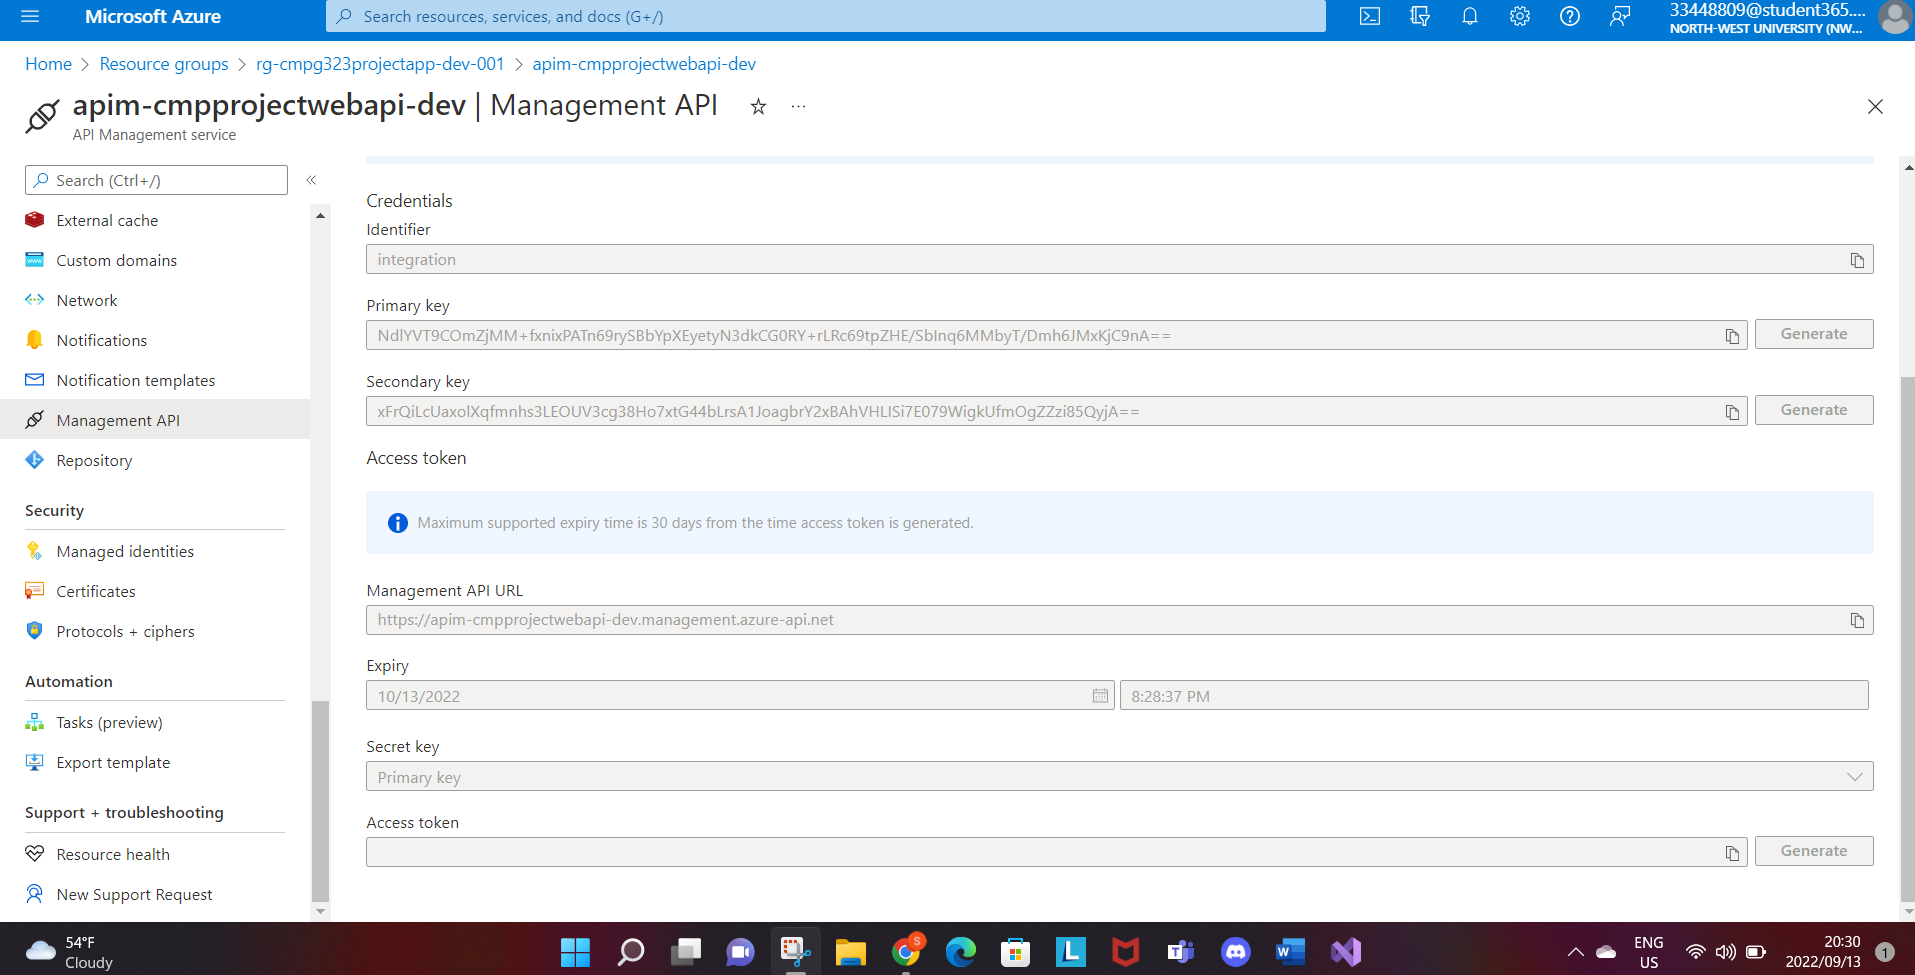 Microsoft Azure
Search resources, services, and docs (G+/)
33448809@student365....
NORTH-WEST UNIVERSITY (NW...
Home > Resource groups > rg-cmpg323projectapp-dev-001 > apim-cmpprojectwebapi-dev
apim-cmpprojectwebapi-dev | Management API
API Management service
Search (Ctrl+/)
External cache
Custom domains
Network
Notifications
Notification templates
Management API
Repository
Security
Managed identities
Certificates
Protocols + ciphers
Automation
Tasks (preview)
Export template
Support + troubleshooting
Resource health
New Support Request
Credentials
Identifier
integration
Primary key
NdlYVT9COmZjMM+fxnixPATn69rySBbYpXEyetyN3dkCG0RY+rLRc69tpZHE/SbInq6MMbyT/Dmh6JMxKjC9nA==
Generate
Secondary key
xFrQiLcUaxolXqfmnhs3LEOUV3cg38Ho7xtG44bLrsA1JoagbrY2xBAhVHLISi7E079WigkUfmOgZZzi85QyjA==
Generate
Access token
Maximum supported expiry time is 30 days from the time access token is generated.
Management API URL
https://apim-cmpprojectwebapi-dev.management.azure-api.net
Expiry
10/13/2022
8:28:37 PM
Secret key
Primary key
Access token
Generate
54°F
Cloudy
ENG
US
20:30
2022/09/13
1